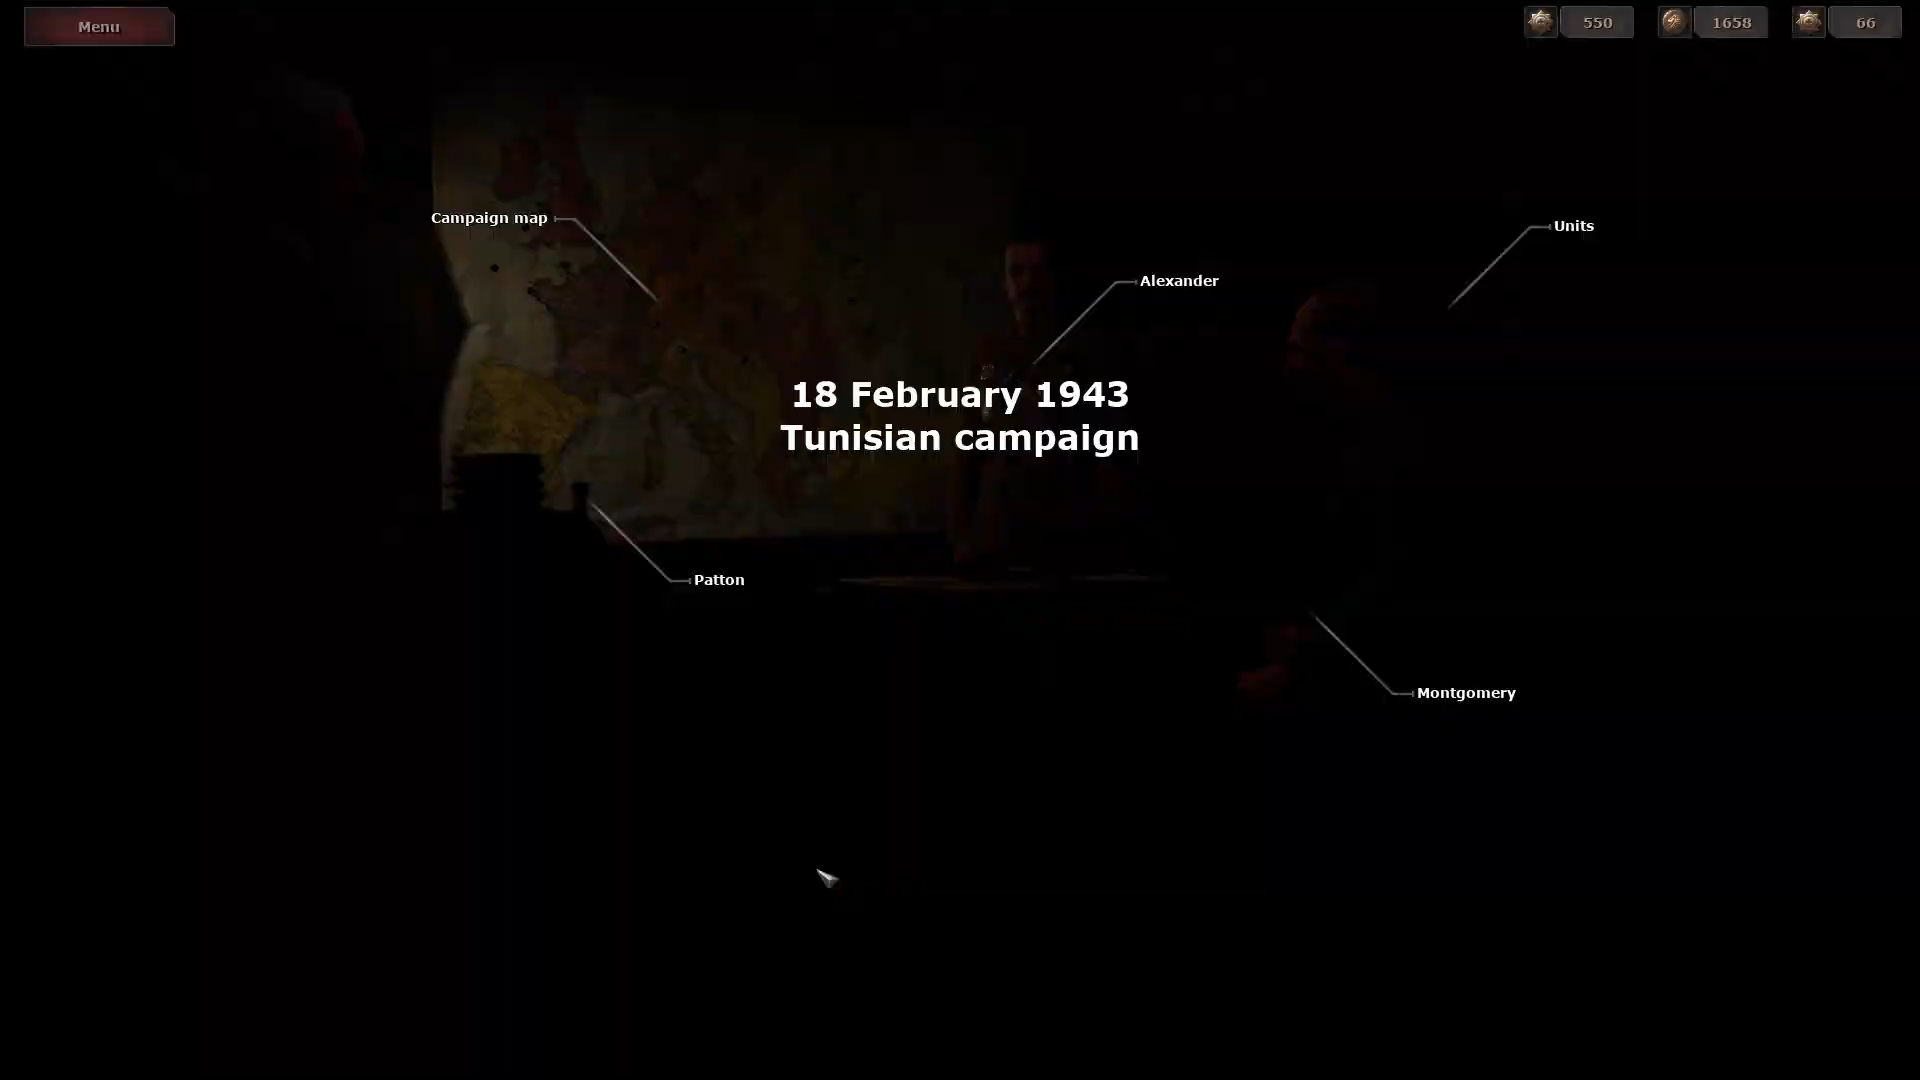 Menu
550
1658
66
Campaign map
Units
Alexander
18 February 1943
Tunisian campaign
Patton
Montgomery